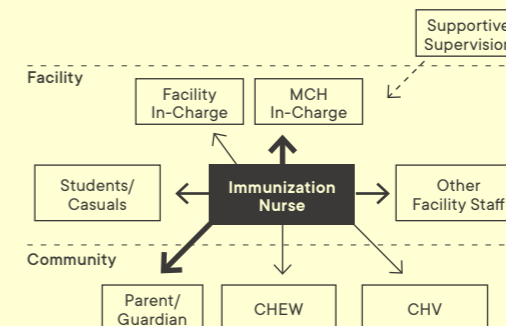 Supportive
Supervision
Facility
Facility
In-Charge
MCH
In-Charge
Students/
Casuals
Immunization
Nurse
Other
Facility Staff
Community
Parent/
Guardian
CHEW
CHV